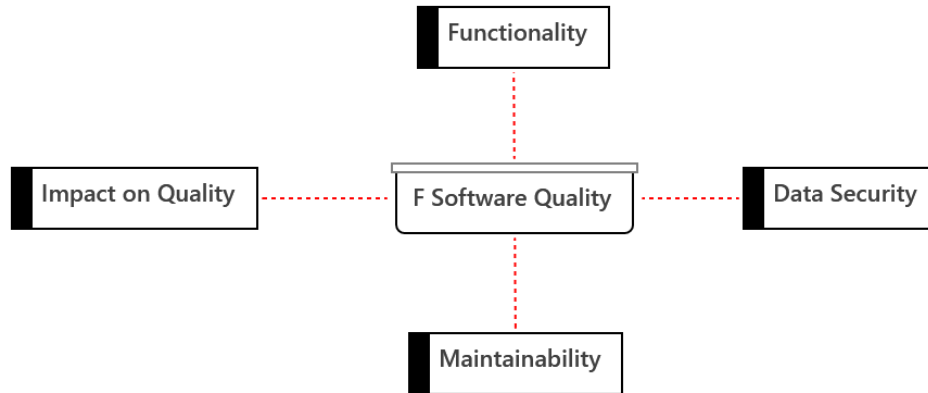 Functionality
Impact on Quality
F Software Quality
Data Security
Maintainability